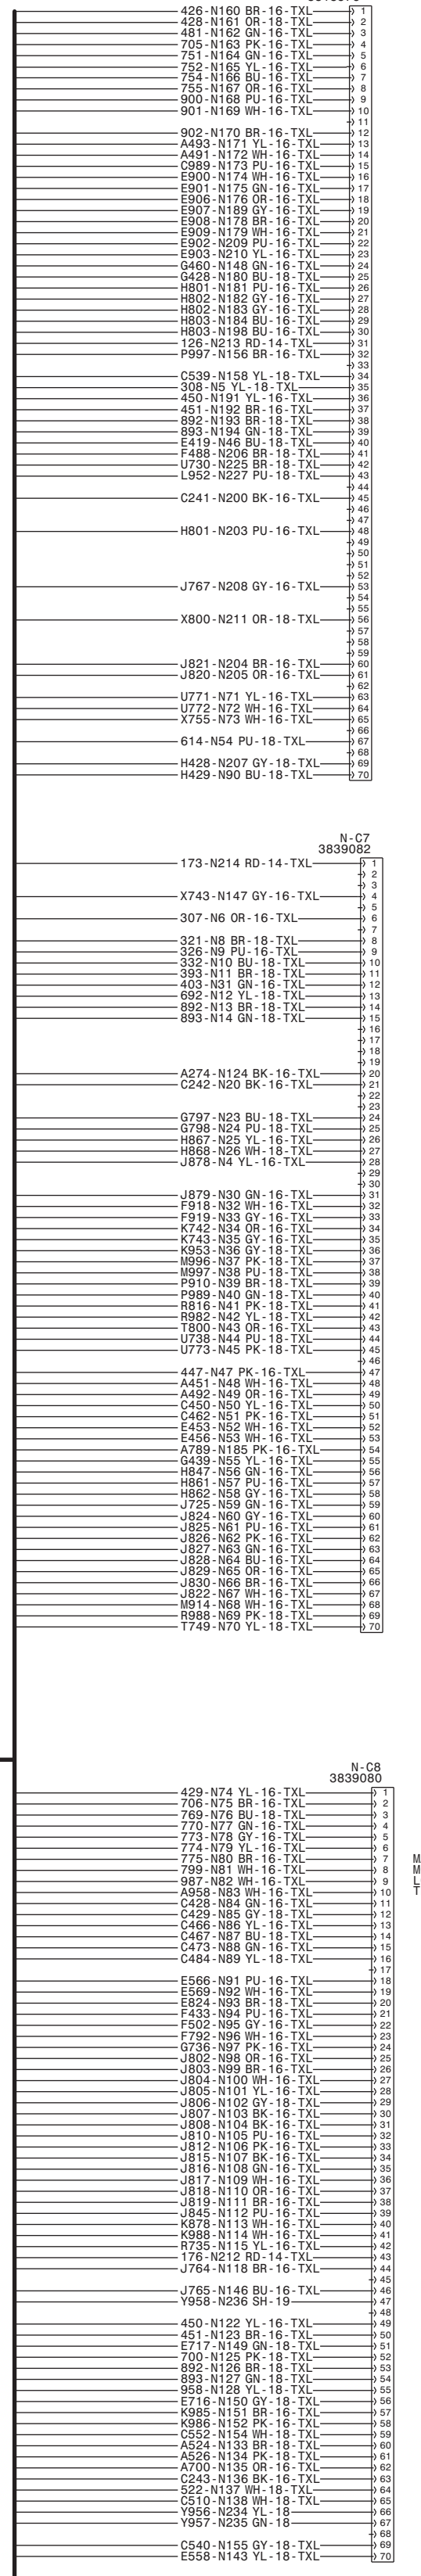 426-N160 BR-16-TXL 1
428-N161 OR-16-TXL 2
481-N162 GN-16-TXL 3
705-N163 PK-16-TXL 4
751-N164 GN-16-TXL 5
752-N165 YL-16-TXL 6
754-N166 BU-16-TXL 7
755-N167 OR-16-TXL 8
900-N168 PU-16-TXL 9
901-N169 WH-16-TXL 10
11
902-N170 BR-16-TXL 12
A493-N171 YL-16-TXL 13
A491-N172 WH-16-TXL 14
C989-N173 PU-16-TXL 15
E900-N174 WH-16-TXL 16
E901-N175 GN-16-TXL 17
E906-N176 OR-16-TXL 18
E907-N189 GY-16-TXL 19
E908-N178 BR-16-TXL 20
E909-N179 WH-16-TXL 21
E902-N209 PU-16-TXL 22
E903-N210 YL-16-TXL 23
G460-N148 GN-16-TXL 24
G428-N180 BU-16-TXL 25
H801-N181 PU-16-TXL 26
H802-N182 GY-16-TXL 27
H802-N183 GY-16-TXL 28
H803-N184 BU-16-TXL 29
H803-N198 BU-16-TXL 30
126-N213 RD-14-TXL 31
P997-N156 BR-16-TXL 32
33
C539-N158 YL-18-TXL 34
308-N5 YL-18-TXL 35
450-N191 YL-16-TXL 36
451-N192 BR-16-TXL 37
892-N193 BR-18-TXL 38
893-N194 GN-18-TXL 39
E419-N46 BU-18-TXL 40
F488-N206 BR-18-TXL 41
U730-N225 BR-18-TXL 42
L952-N227 PU-18-TXL 43
44
C241-N200 BK-16-TXL 45
46
47
H801-N203 PU-16-TXL 48
49
50
51
52
J767-N208 GY-16-TXL 53
54
55
X800-N211 OR-18-TXL 56
57
58
59
J821-N204 BR-16-TXL 60
J820-N205 OR-16-TXL 61
62
U771-N71 YL-16-TXL 63
U772-N72 WH-16-TXL 64
X755-N73 WH-16-TXL 65
66
614-N54 PU-18-TXL 67
68
H428-N207 GY-18-TXL 69
H429-N90 BU-18-TXL 70
N-C7
3839082
173-N214 RD-14-TXL 1
2
3
X743-N147 GY-16-TXL 4
5
307-N6 OR-16-TXL 6
7
321-N8 BR-18-TXL 8
326-N9 PU-16-TXL 9
332-N10 BU-18-TXL 10
393-N11 BR-18-TXL 11
403-N31 GN-16-TXL 12
692-N12 YL-18-TXL 13
892-N13 BR-18-TXL 14
893-N14 GN-18-TXL 15
16
17
18
19
A274-N124 BK-16-TXL 20
C242-N20 BK-16-TXL 21
22
23
G797-N23 BU-18-TXL 24
G798-N24 PU-18-TXL 25
H867-N25 YL-16-TXL 26
H868-N26 WH-18-TXL 27
J878-N4 YL-16-TXL 28
29
30
J879-N30 GN-16-TXL 31
F918-N32 WH-16-TXL 32
F919-N33 GY-16-TXL 33
K742-N34 OR-16-TXL 34
K743-N35 GY-16-TXL 35
K953-N36 GY-18-TXL 36
M996-N37 PK-18-TXL 37
M997-N38 PU-18-TXL 38
P910-N39 BR-18-TXL 39
P989-N40 GN-18-TXL 40
R816-N41 PK-18-TXL 41
R982-N42 YL-18-TXL 42
T800-N43 OR-16-TXL 43
U738-N44 PU-18-TXL 44
U773-N45 PK-18-TXL 45
46
447-N47 PK-16-TXL 47
A451-N48 WH-16-TXL 48
A492-N49 OR-16-TXL 49
C450-N50 YL-16-TXL 50
C462-N51 PK-16-TXL 51
E453-N52 WH-16-TXL 52
E456-N53 WH-16-TXL 53
A789-N185 PK-16-TXL 54
G439-N55 YL-16-TXL 55
H847-N56 GN-16-TXL 56
H861-N57 PU-16-TXL 57
H862-N58 GY-16-TXL 58
J725-N59 GN-16-TXL 59
J824-N60 GY-16-TXL 60
J825-N61 PU-16-TXL 61
J826-N62 PK-16-TXL 62
J827-N63 GN-16-TXL 63
J828-N64 BU-16-TXL 64
J829-N65 OR-16-TXL 65
J830-N66 BR-16-TXL 66
J822-N67 WH-16-TXL 67
M914-N68 WH-16-TXL 68
R988-N69 PK-18-TXL 69
T749-N70 YL-18-TXL 70
N-C8
3839080
429-N74 YL-16-TXL 1
706-N75 BR-16-TXL 2
769-N76 BU-18-TXL 3
770-N77 GN-16-TXL 4
773-N78 GY-16-TXL 5
774-N79 YL-16-TXL 6
775-N80 BR-16-TXL 7 M
799-N81 WH-16-TXL 8 M
987-N82 WH-16-TXL 9 L
A958-N83 WH-16-TXL 10 T
C428-N84 GN-16-TXL 11
C429-N85 GY-18-TXL 12
C466-N86 YL-16-TXL 13
C467-N87 BU-18-TXL 14
C473-N88 GN-16-TXL 15
C484-N89 YL-18-TXL 16
17
E566-N91 PU-16-TXL 18
E569-N92 WH-16-TXL 19
E824-N93 BR-18-TXL 20
F433-N94 PU-16-TXL 21
F502-N95 GY-16-TXL 22
F792-N96 WH-16-TXL 23
G736-N97 PK-16-TXL 24
J802-N98 OR-16-TXL 25
J803-N99 BR-16-TXL 26
J804-N100 WH-16-TXL 27
J805-N101 YL-16-TXL 28
J806-N102 GY-18-TXL 29
J807-N103 BK-16-TXL 30
J808-N104 BK-16-TXL 31
J810-N105 PU-16-TXL 32
J812-N106 PK-16-TXL 33
J815-N107 BK-16-TXL 34
J816-N108 GN-16-TXL 35
J817-N109 WH-16-TXL 36
J818-N110 OR-16-TXL 37
J819-N111 BR-16-TXL 38
J845-N112 PU-16-TXL 39
K878-N113 WH-16-TXL 40
K988-N114 WH-16-TXL 41
R735-N115 YL-16-TXL 42
176-N212 RD-14-TXL 43
J764-N118 BR-16-TXL 44
45
J765-N146 BU-16-TXL 46
Y958-N236 SH-19 47
48
450-N122 YL-16-TXL 49
451-N123 BR-16-TXL 50
E717-N149 GN-18-TXL 51
700-N125 PK-18-TXL 52
892-N126 BR-18-TXL 53
893-N127 GN-18-TXL 54
958-N128 YL-18-TXL 55
E716-N150 GY-18-TXL 56
K985-N151 BR-16-TXL 57
K986-N152 PK-16-TXL 58
C552-N154 WH-18-TXL 59
A524-N133 BR-18-TXL 60
A526-N134 PK-18-TXL 61
A700-N135 OR-16-TXL 62
C243-N136 BK-16-TXL 63
522-N137 WH-18-TXL 64
C510-N138 WH-18-TXL 65
Y956-N234 YL-18 66
Y957-N235 GN-18 67
68
C540-N155 GY-18-TXL 69
E558-N143 YL-18-TXL 70